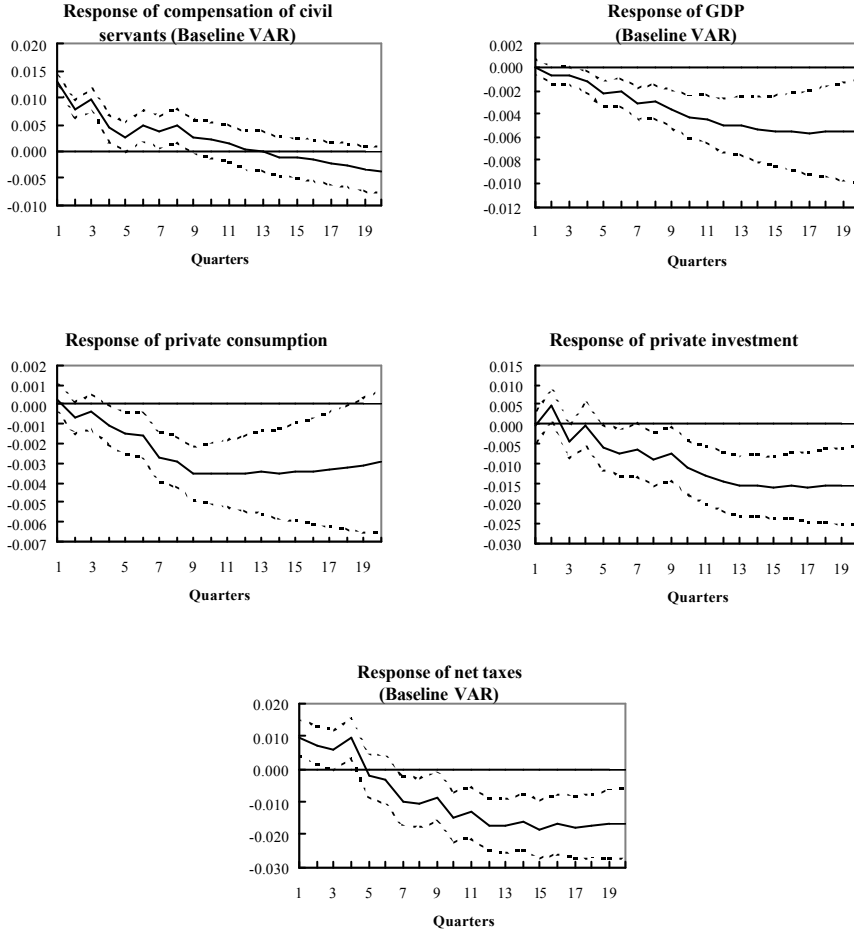 Response of compensation of civil
servants (Baseline VAR)
0.020
0.015
0.010
0.005
0.000
-0.005
-0.010
1 3 5 7 9 11 13 15 17 19
Quarters
Response of GDP
(Baseline VAR)
0.002
0.000
-0.002
-0.004
-0.006
-0.008
-0.010
-0.012
1 3 5 7 9 11 13 15 17 19
Quarters
Response of private consumption
0.002
0.001
0.000
-0.001
-0.002
-0.003
-0.004
-0.006
-0.007
1 3 5 7 9 11 13 15 17 19
Quarters
Response of private investment
0.015
0.010
0.005
0.000
-0.005
-0.010
-0.015
-0.020
-0.025
-0.030
1 3 5 7 9 11 13 15 17 19
Quarters
Response of net taxes
(Baseline VAR)
0.020
0.010
0.000
-0.010
-0.020
-0.030
1 3 5 7 9 11 13 15 17 19
Quarters